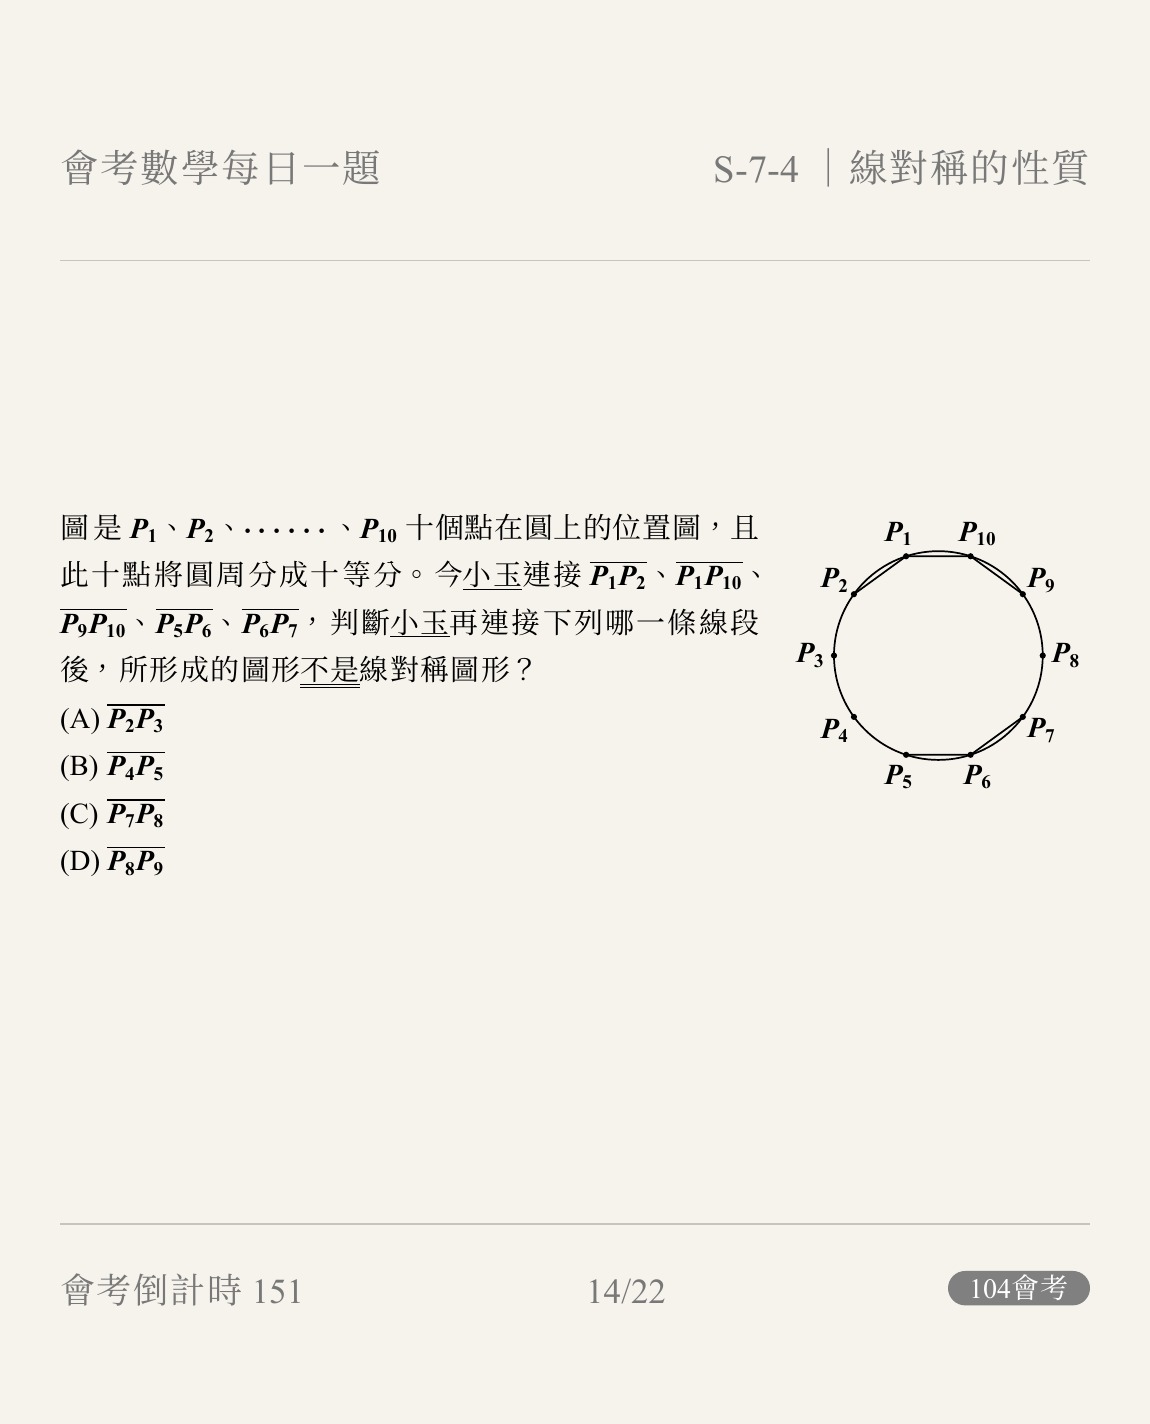 會考數學每日一題
S-7-4｜線對稱的性質
圖是 P₁、P₂、‧‧‧‧‧‧、P₁₀ 十個點在圓上的位置圖，且
此十點將圓周分成十等分。今小玉連接 P₁P₂、P₁P₁₀、
P₉P₁₀、P₅P₆、P₆P₇，判斷小玉再連接下列哪一條線段
後，所形成的圖形不是線對稱圖形？
(A) P₂P₃
(B) P₄P₅
(C) P₇P₈
(D) P₈P₉
P₁
P₁₀
P₂
P₉
P₃
P₈
P₄
P₇
P₅
P₆
會考倒計時 151
14/22
104會考